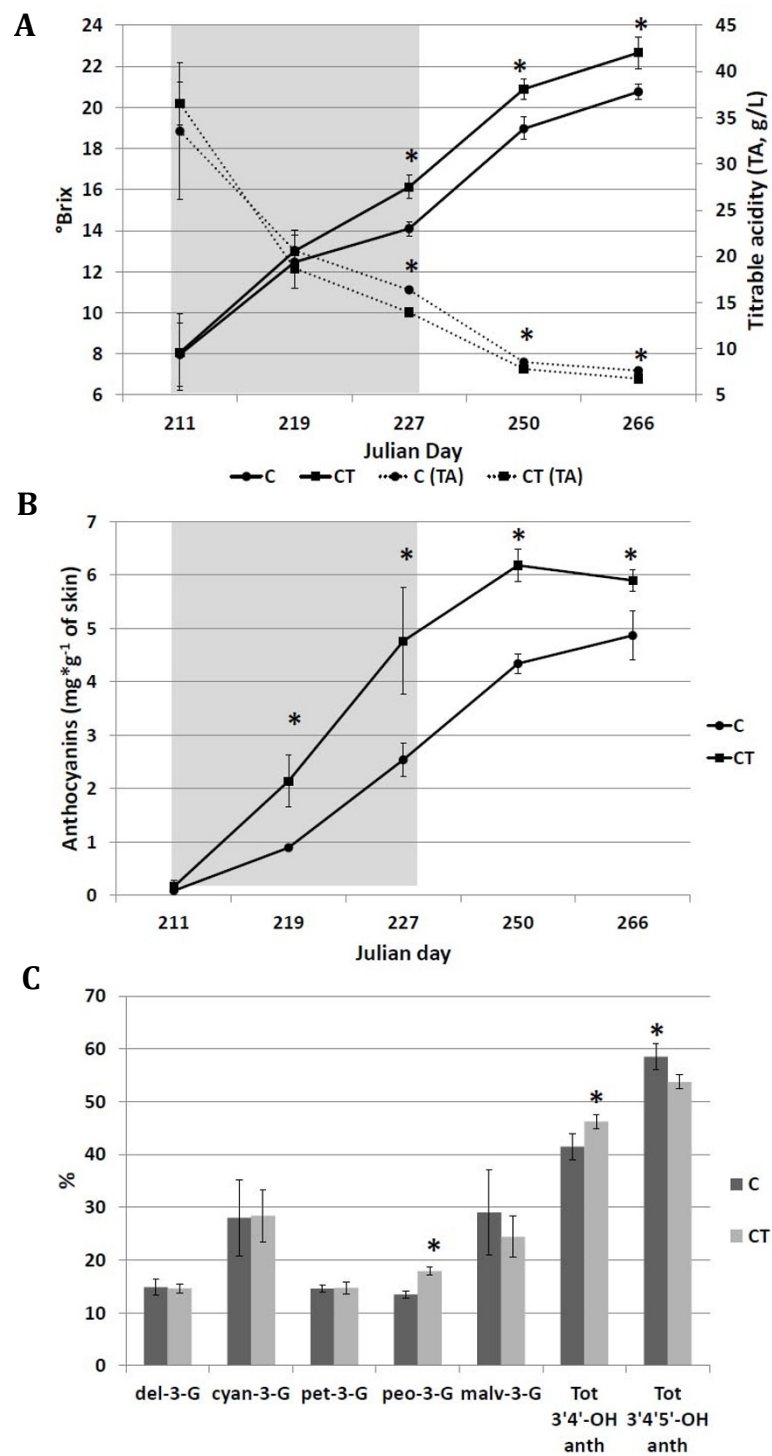 A
24
22
20
18
16
14
12
10
8
6
°Brix
45
40
35
30
25
20
15
10
5
Titrable acidity (TA, g/L)
* * * * * *
211 219 227 250 266
Julian Day
C CT C (TA) CT (TA)
B
7
6
5
4
3
2
1
0
Anthocyanins (mg*g-1 of skin)
* * * *
C
CT
211 219 227 250 266
Julian day
C
70
60
50
40
30
20
10
0
%
* * *
C
CT
del-3-G cyan-3-G pet-3-G peo-3-G malv-3-G Tot Tot
3'4'-OH 3'4'5'-OH
anth anth